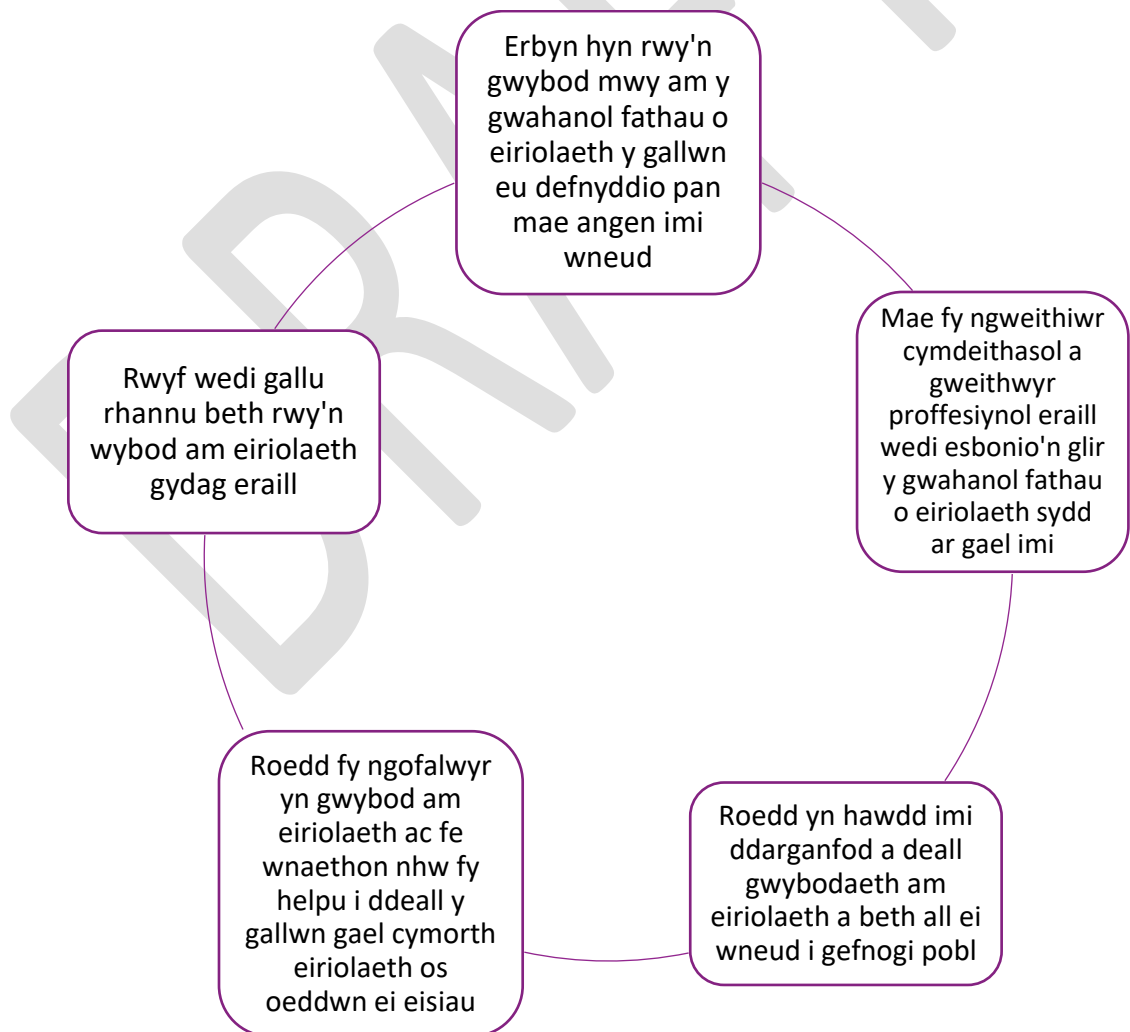 Erbyn hyn rwy'n
gwybod mwy am y
gwahanol fathau o
eiriolaeth y gallwn
eu defnyddio pan
mae angen imi
wneud
Mae fy ngweithiwr
cymdeithasol a
gweithwyr
proffesiynol eraill
wedi esbonio'n glir
y gwahanol fathau
o eiriolaeth sydd
ar gael imi
Roedd yn hawdd imi
ddarganfod a deall
gwybodaeth am
eiriolaeth a beth all ei
wneud i gefnogi pobl
Roedd fy ngofalwyr
yn gwybod am
eiriolaeth ac fe
wnaethon nhw fy
helpu i ddeall y
gallwn gael cymorth
eiriolaeth os
oeddwn ei eisiau
Rwyf wedi gallu
rhannu beth rwy'n
wybod am eiriolaeth
gydag eraill